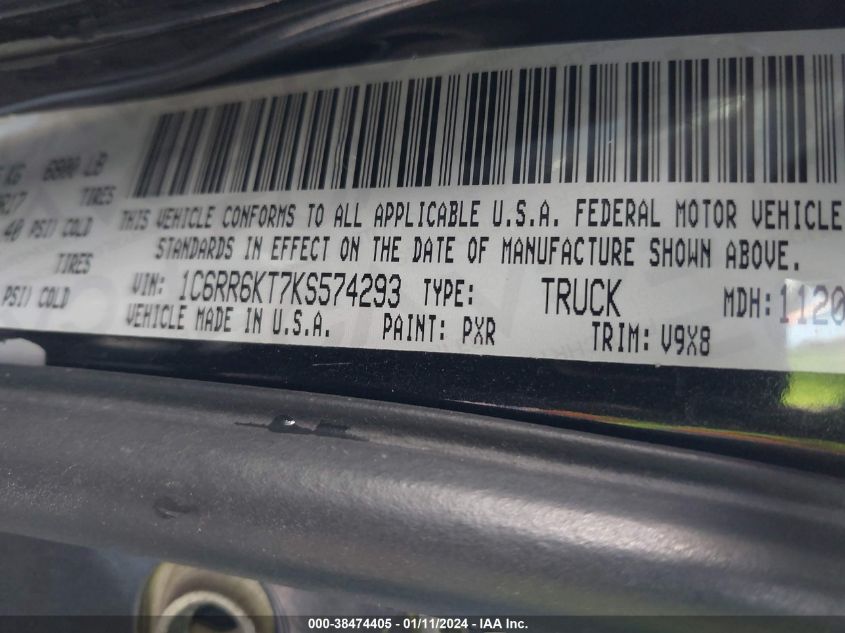 KG 6800 LB
TIRES
40 PSI) COLD
TIRES
PSI) COLD
THIS VEHICLE CONFORMS TO ALL APPLICABLE U.S.A. FEDERAL MOTOR VEHICLE
STANDARDS IN EFFECT ON THE DATE OF MANUFACTURE SHOWN ABOVE.
VIN: 1C6RR6KT7KS574293 TYPE: TRUCK MDH: 1120
VEHICLE MADE IN U.S.A. PAINT: PXR TRIM: V9X8
000-38474405 - 01/11/2024 - IAA Inc.